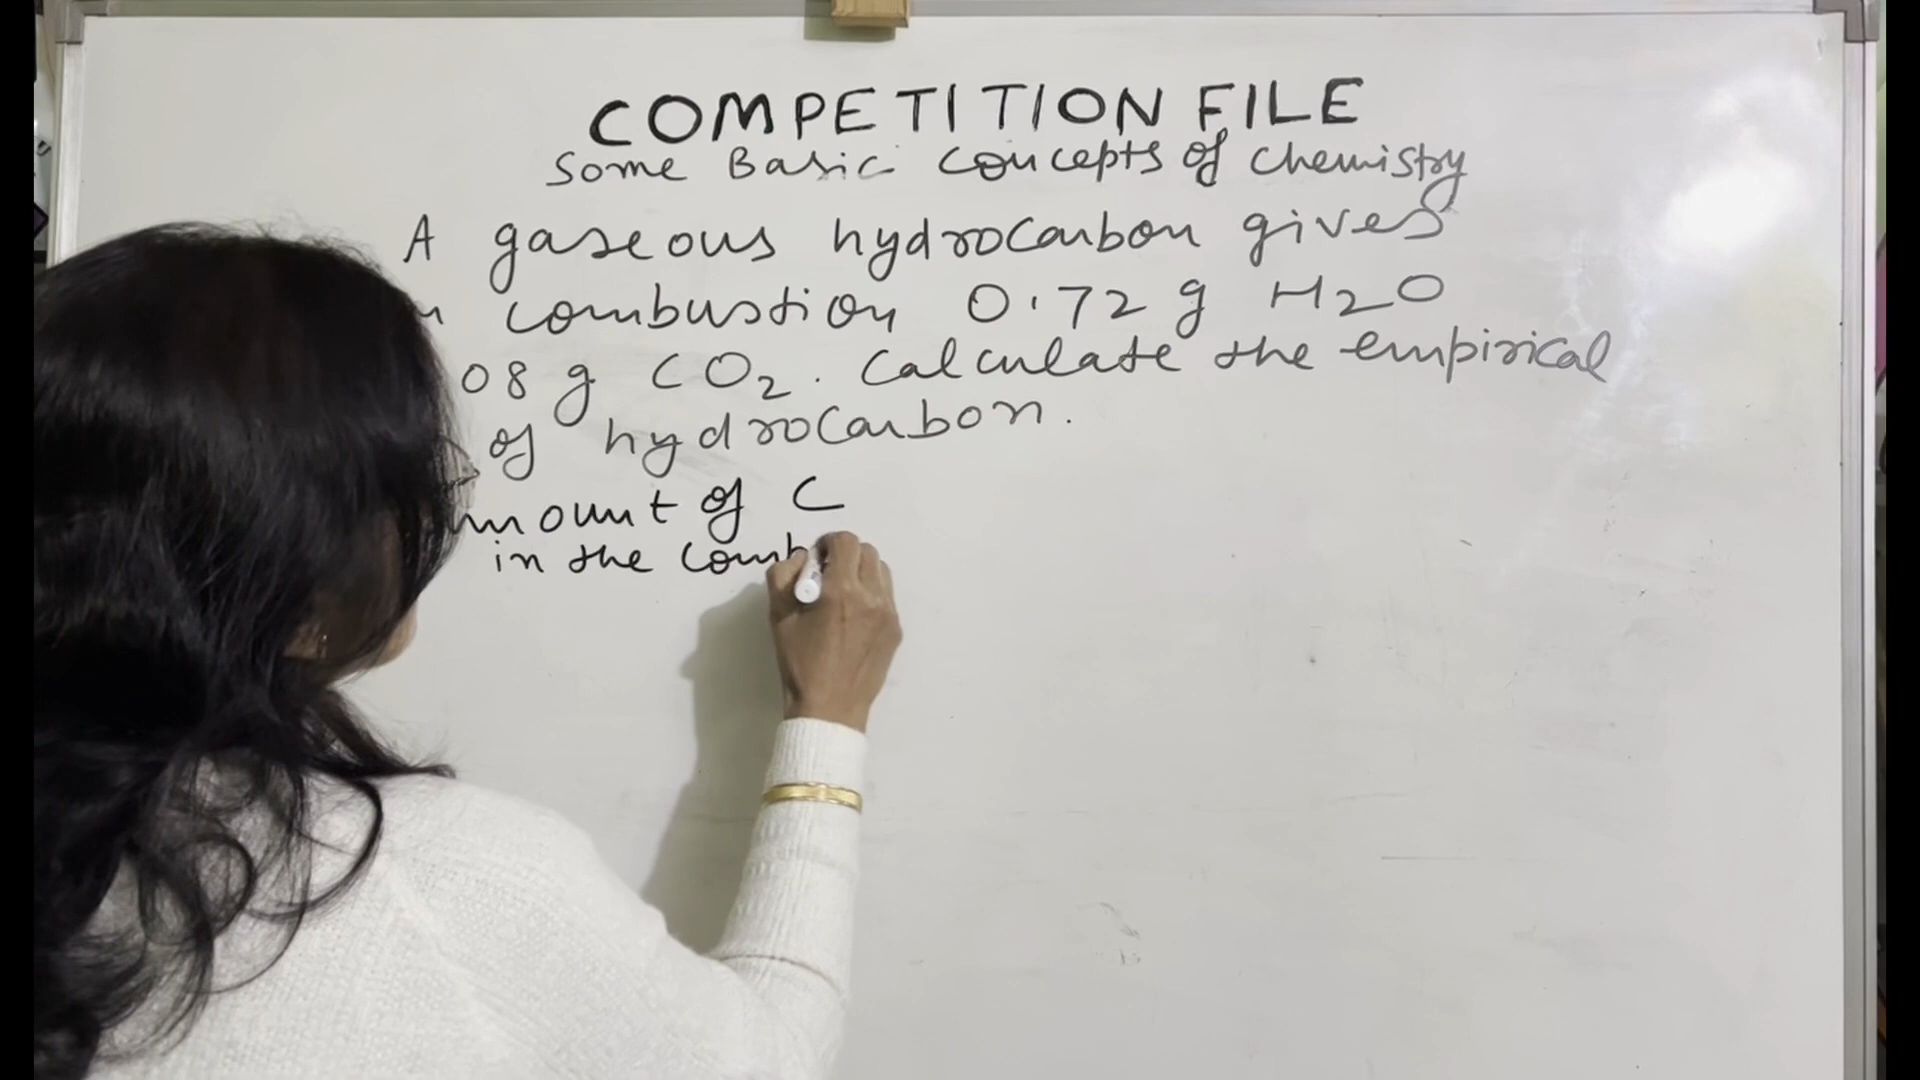 COMPETITION FILE
Some Basic Concepts of Chemistry
A gaseous hydrocarbon gives
combustion 0.72 g H2O
08 g CO2. Calculate the empirical
of hydrocarbon.
mount of C
in the comb